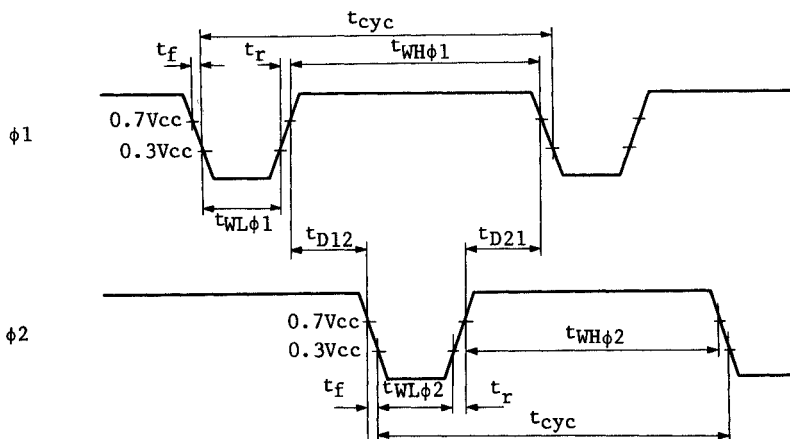 tcyc
tf
tr
tWHφ1
0.7Vcc
φ1
0.3Vcc
tWLφ1
tD12
tD21
φ2
0.7Vcc
0.3Vcc
tWHφ2
tf
tWLφ2
tr
tcyc